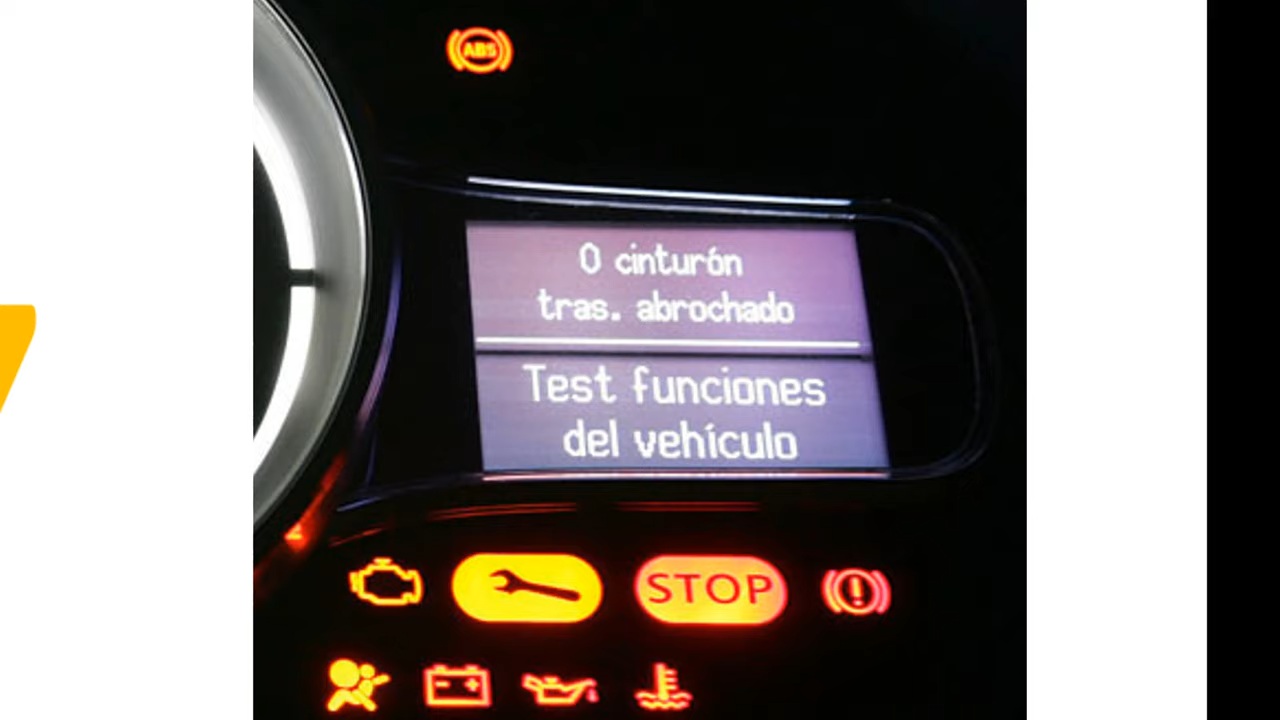 ABS
0 cinturón
tras. abrochado
Test funciones
del vehículo
STOP